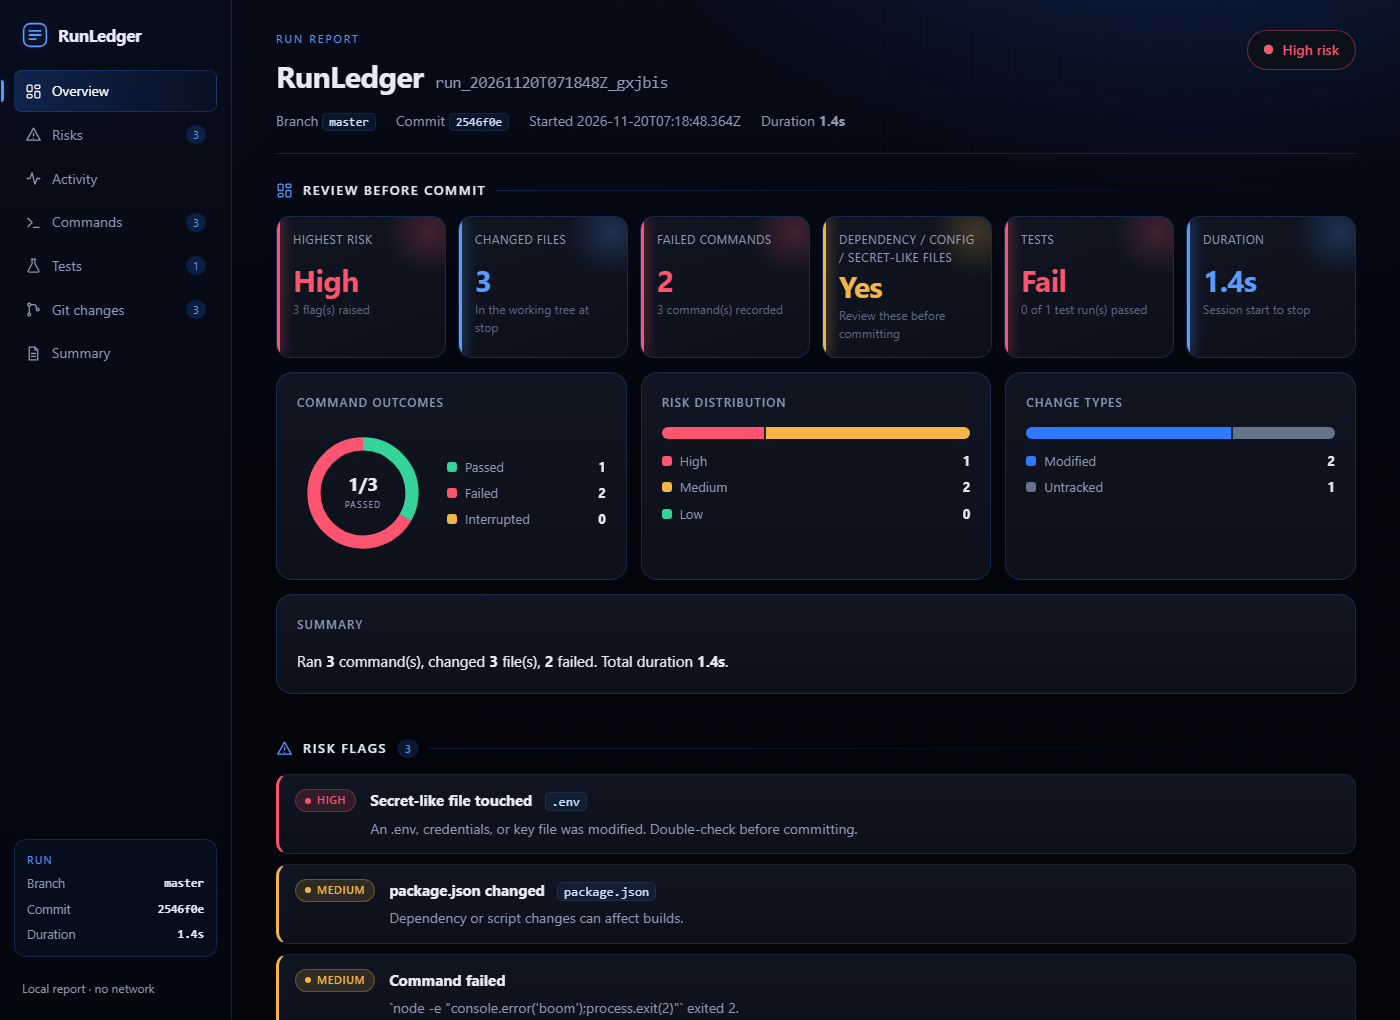 RunLedger
Overview
Risks 3
Activity
Commands 3
Tests 1
Git changes 3
Summary
RUN
Branch master
Commit 2546f0e
Duration 1.4s
Local report · no network
RUN REPORT
RunLedger run_20261120T071848Z_gxjbis
High risk
Branch master Commit 2546f0e Started 2026-11-20T07:18:48.364Z Duration 1.4s
REVIEW BEFORE COMMIT
HIGHEST RISK
High
3 flag(s) raised
CHANGED FILES
3
In the working tree at
stop
FAILED COMMANDS
2
3 command(s) recorded
DEPENDENCY / CONFIG
/ SECRET-LIKE FILES
Yes
Review these before
committing
TESTS
Fail
0 of 1 test run(s) passed
DURATION
1.4s
Session start to stop
COMMAND OUTCOMES
1/3
PASSED
Passed 1
Failed 2
Interrupted 0
RISK DISTRIBUTION
High 1
Medium 2
Low 0
CHANGE TYPES
Modified 2
Untracked 1
SUMMARY
Ran 3 command(s), changed 3 file(s), 2 failed. Total duration 1.4s.
RISK FLAGS 3
HIGH Secret-like file touched .env
An .env, credentials, or key file was modified. Double-check before committing.
MEDIUM package.json changed package.json
Dependency or script changes can affect builds.
MEDIUM Command failed
`node -e "console.error('boom');process.exit(2)"` exited 2.